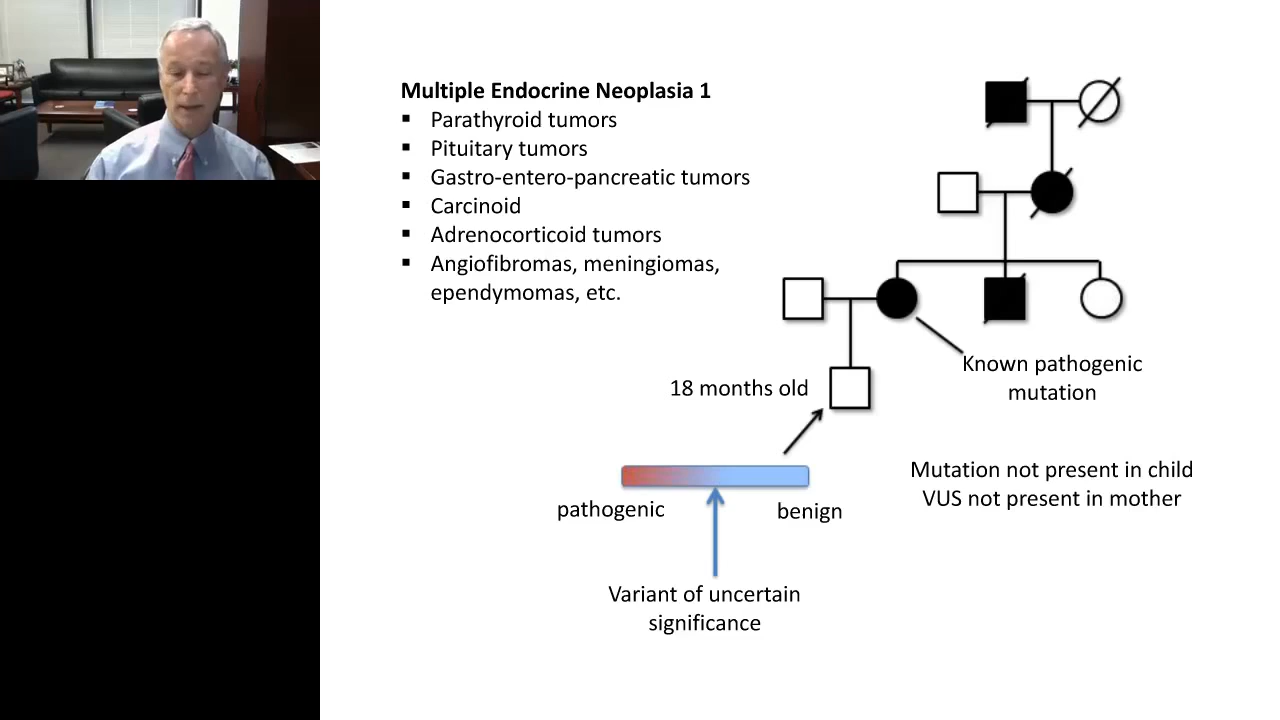 Multiple Endocrine Neoplasia 1
▪ Parathyroid tumors
▪ Pituitary tumors
▪ Gastro-entero-pancreatic tumors
▪ Carcinoid
▪ Adrenocorticoid tumors
▪ Angiofibromas, meningiomas,
ependymomas, etc.
Known pathogenic
mutation
18 months old
Mutation not present in child
VUS not present in mother
pathogenic
benign
Variant of uncertain
significance